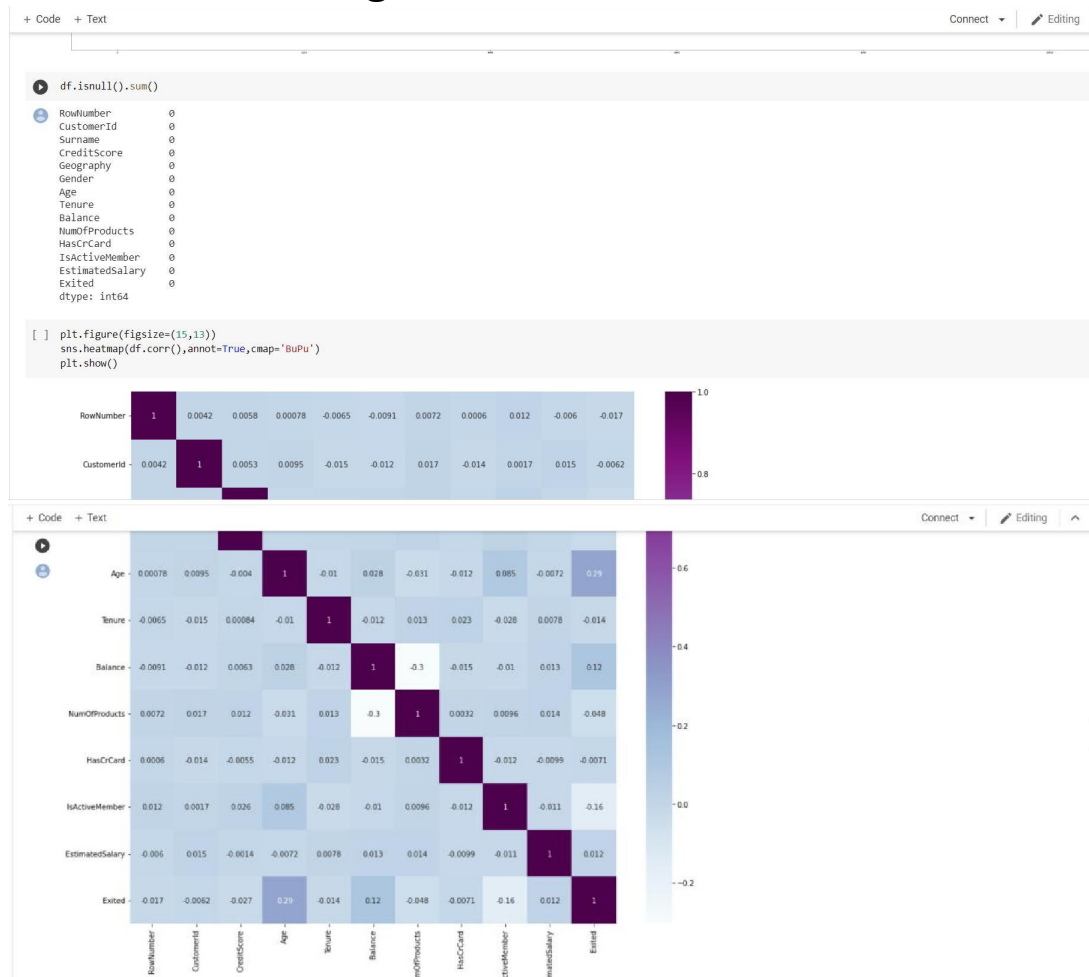 + Code + Text Connect Editing
df.isnull().sum()
RowNumber 0
CustomerId 0
Surname 0
CreditScore 0
Geography 0
Gender 0
Age 0
Tenure 0
Balance 0
NumOfProducts 0
HasCrCard 0
IsActiveMember 0
EstimatedSalary 0
Exited 0
dtype: int64
[ ] plt.figure(figsize=(15,13))
sns.heatmap(df.corr(),annot=True,cmap='BuPu')
plt.show()
1.0
RowNumber 1 0.0042 0.0058 0.00078 -0.0065 -0.0091 0.0072 0.0006 0.012 -0.006 -0.017
CustomerId 0.0042 1 0.0053 0.0095 -0.015 -0.012 0.017 -0.014 0.0017 0.015 -0.0062
0.8
+ Code + Text Connect Editing
Age 0.00078 0.0095 -0.004 1 -0.01 0.028 -0.031 -0.012 0.085 -0.0072 0.29
0.6
Tenure -0.0065 -0.015 0.00084 -0.01 1 -0.012 0.013 0.023 -0.028 0.0078 -0.014
0.4
Balance -0.0091 -0.012 0.0063 0.028 -0.012 1 -0.3 -0.015 -0.01 0.013 0.12
NumOfProducts 0.0072 0.017 0.012 -0.031 0.013 -0.3 1 0.0032 0.0096 0.014 -0.048
0.2
HasCrCard 0.0006 -0.014 -0.0055 -0.012 0.023 -0.015 0.0032 1 -0.012 -0.0099 -0.0071
IsActiveMember 0.012 0.0017 0.026 0.085 -0.028 -0.01 0.0096 -0.012 1 -0.011 -0.16
0.0
EstimatedSalary -0.006 0.015 -0.0014 -0.0072 0.0078 0.013 0.014 -0.0099 -0.011 1 0.012
Exited -0.017 -0.0062 -0.027 0.29 -0.014 0.12 -0.048 -0.0071 -0.16 0.012 1
-0.2
RowNumber CustomerId CreditScore Age Tenure Balance mOfProducts HasCrCard ctiveMember matedSalary Exited